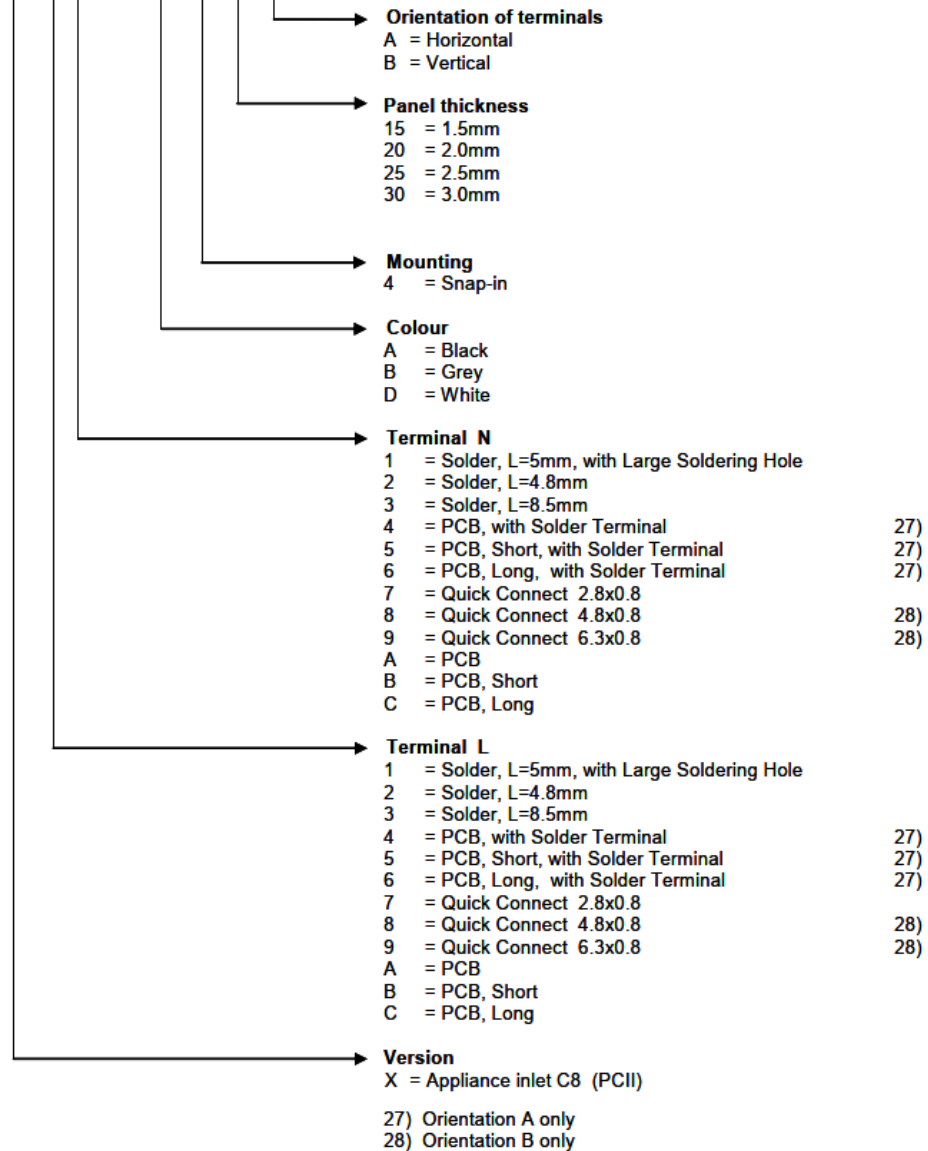 Orientation of terminals
A = Horizontal
B = Vertical
Panel thickness
15 = 1.5mm
20 = 2.0mm
25 = 2.5mm
30 = 3.0mm
Mounting
4 = Snap-in
Colour
A = Black
B = Grey
D = White
Terminal N
1 = Solder, L=5mm, with Large Soldering Hole
2 = Solder, L=4.8mm
3 = Solder, L=8.5mm
4 = PCB, with Solder Terminal 27)
5 = PCB, Short, with Solder Terminal 27)
6 = PCB, Long, with Solder Terminal 27)
7 = Quick Connect 2.8x0.8
8 = Quick Connect 4.8x0.8 28)
9 = Quick Connect 6.3x0.8 28)
A = PCB
B = PCB, Short
C = PCB, Long
Terminal L
1 = Solder, L=5mm, with Large Soldering Hole
2 = Solder, L=4.8mm
3 = Solder, L=8.5mm
4 = PCB, with Solder Terminal 27)
5 = PCB, Short, with Solder Terminal 27)
6 = PCB, Long, with Solder Terminal 27)
7 = Quick Connect 2.8x0.8
8 = Quick Connect 4.8x0.8 28)
9 = Quick Connect 6.3x0.8 28)
A = PCB
B = PCB, Short
C = PCB, Long
Version
X = Appliance inlet C8 (PCII)
27) Orientation A only
28) Orientation B only